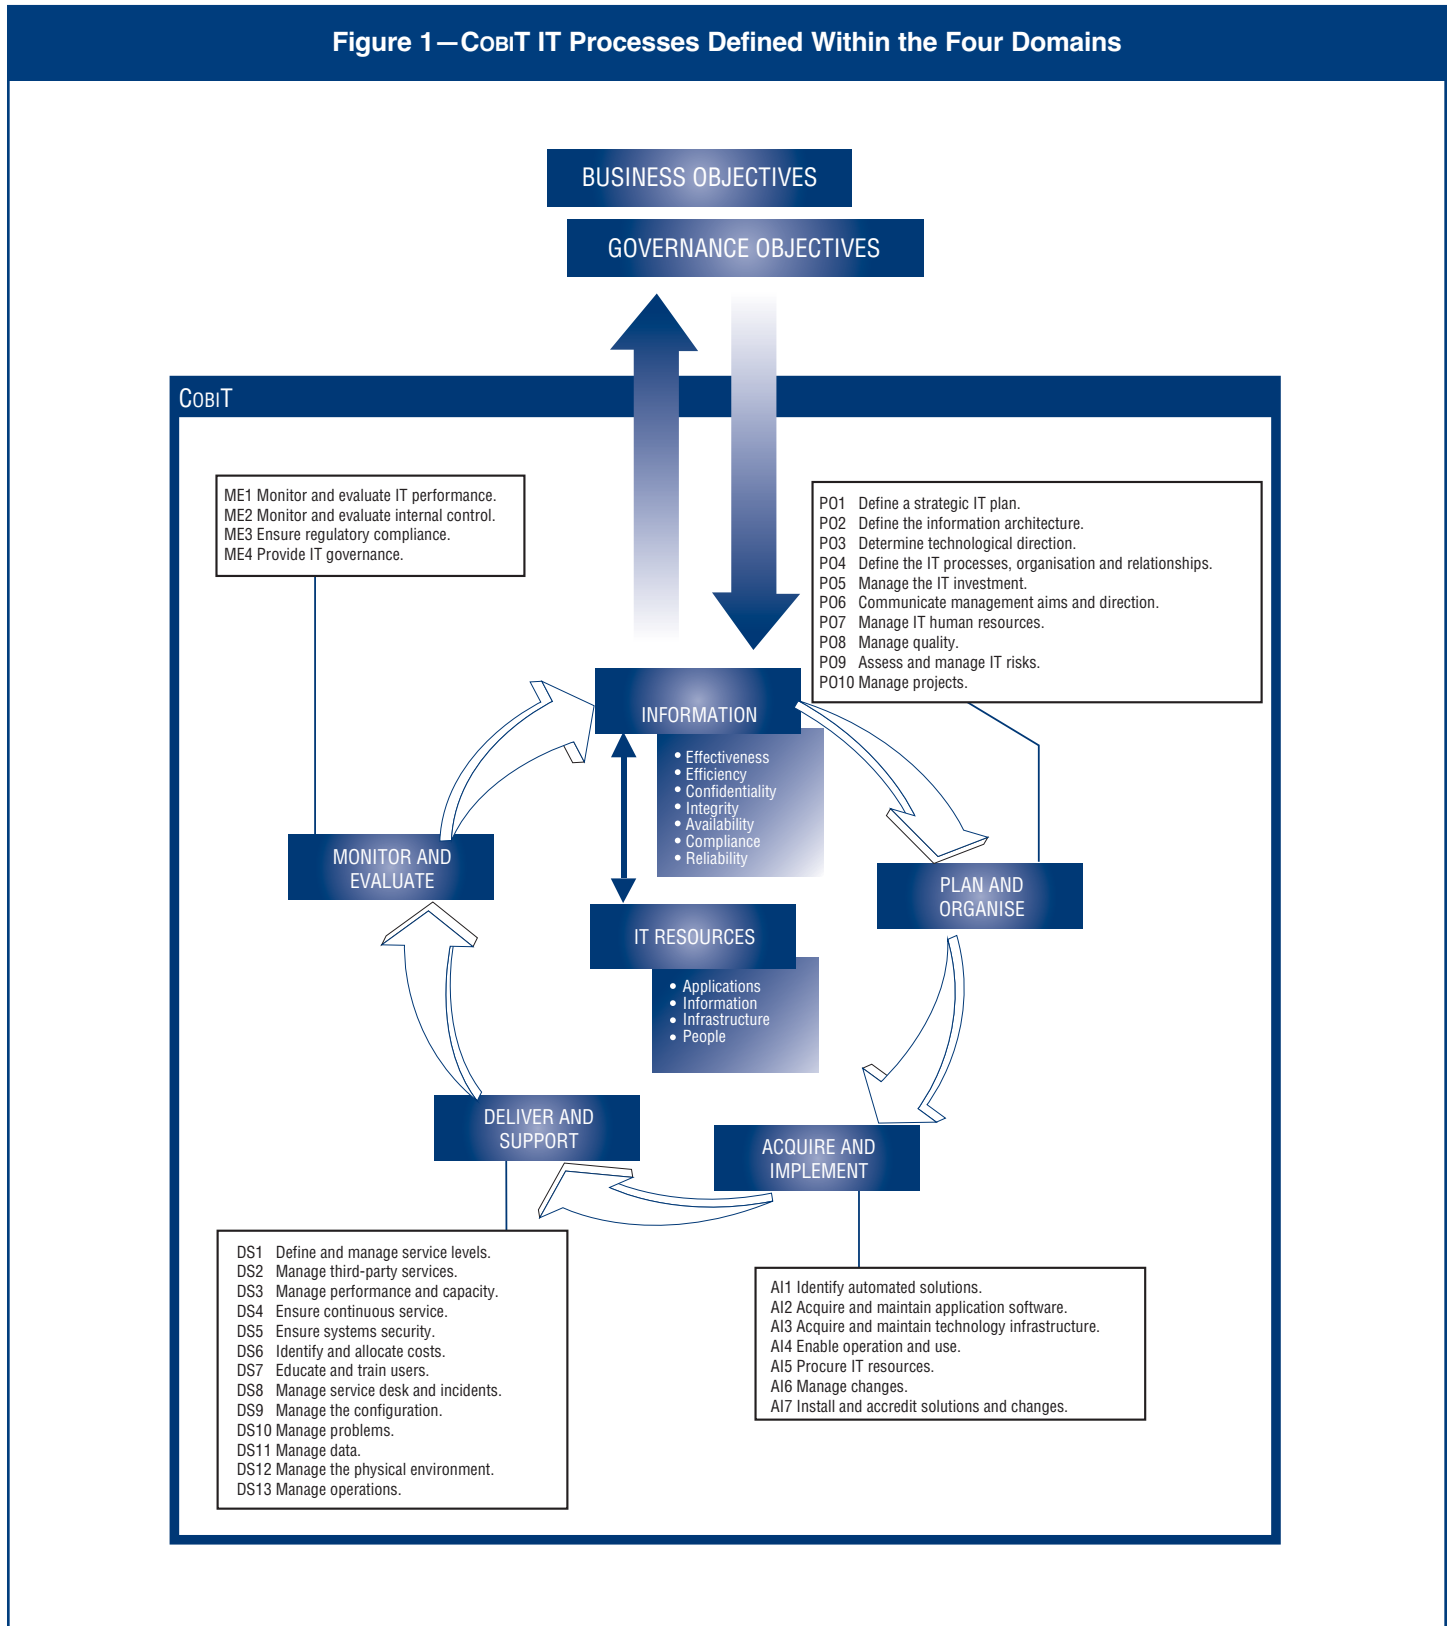 Figure 1—COBIT IT Processes Defined Within the Four Domains
BUSINESS OBJECTIVES
GOVERNANCE OBJECTIVES
COBIT
ME1 Monitor and evaluate IT performance.
ME2 Monitor and evaluate internal control.
ME3 Ensure regulatory compliance.
ME4 Provide IT governance.
PO1 Define a strategic IT plan.
PO2 Define the information architecture.
PO3 Determine technological direction.
PO4 Define the IT processes, organisation and relationships.
PO5 Manage the IT investment.
PO6 Communicate management aims and direction.
PO7 Manage IT human resources.
PO8 Manage quality.
PO9 Assess and manage IT risks.
PO10 Manage projects.
INFORMATION
• Effectiveness
• Efficiency
• Confidentiality
• Integrity
• Availability
• Compliance
• Reliability
MONITOR AND
EVALUATE
PLAN AND
ORGANISE
IT RESOURCES
• Applications
• Information
• Infrastructure
• People
DELIVER AND
SUPPORT
ACQUIRE AND
IMPLEMENT
DS1 Define and manage service levels.
DS2 Manage third-party services.
DS3 Manage performance and capacity.
DS4 Ensure continuous service.
DS5 Ensure systems security.
DS6 Identify and allocate costs.
DS7 Educate and train users.
DS8 Manage service desk and incidents.
DS9 Manage the configuration.
DS10 Manage problems.
DS11 Manage data.
DS12 Manage the physical environment.
DS13 Manage operations.
AI1 Identify automated solutions.
AI2 Acquire and maintain application software.
AI3 Acquire and maintain technology infrastructure.
AI4 Enable operation and use.
AI5 Procure IT resources.
AI6 Manage changes.
AI7 Install and accredit solutions and changes.